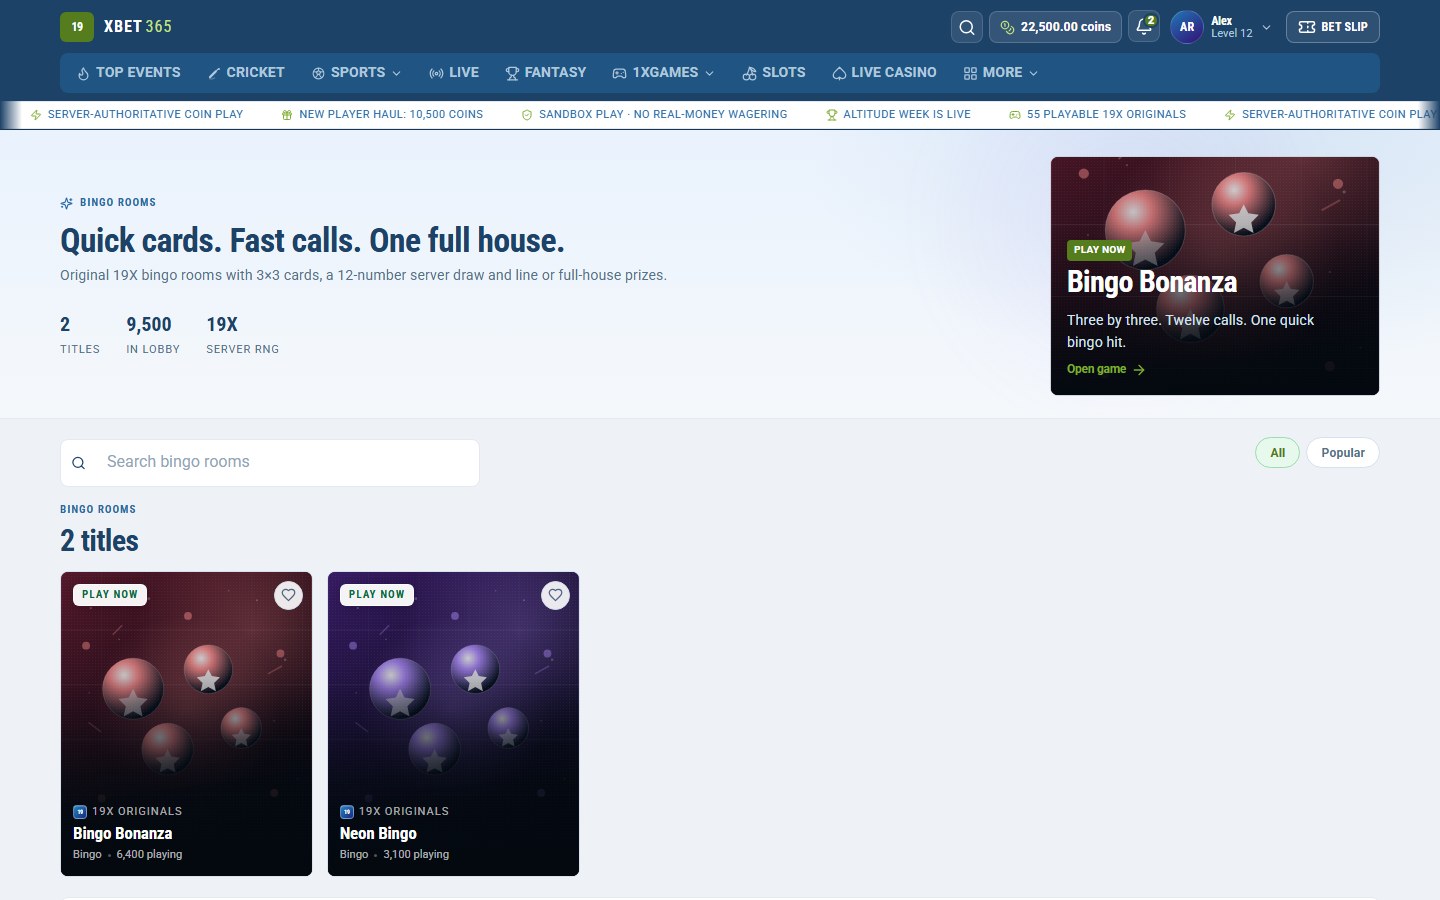 19 XBET 365
22,500.00 coins
2
AR
Alex
Level 12
BET SLIP
TOP EVENTS
CRICKET
SPORTS
LIVE
FANTASY
1XGAMES
SLOTS
LIVE CASINO
MORE
SERVER-AUTHORITATIVE COIN PLAY
NEW PLAYER HAUL: 10,500 COINS
SANDBOX PLAY · NO REAL-MONEY WAGERING
ALTITUDE WEEK IS LIVE
55 PLAYABLE 19X ORIGINALS
SERVER-AUTHORITATIVE COIN PLAY
BINGO ROOMS
Quick cards. Fast calls. One full house.
Original 19X bingo rooms with 3×3 cards, a 12-number server draw and line or full-house prizes.
2
TITLES
9,500
IN LOBBY
19X
SERVER RNG
PLAY NOW
Bingo Bonanza
Three by three. Twelve calls. One quick
bingo hit.
Open game
Search bingo rooms
All
Popular
BINGO ROOMS
2 titles
PLAY NOW
19 19X ORIGINALS
Bingo Bonanza
Bingo • 6,400 playing
PLAY NOW
19 19X ORIGINALS
Neon Bingo
Bingo • 3,100 playing